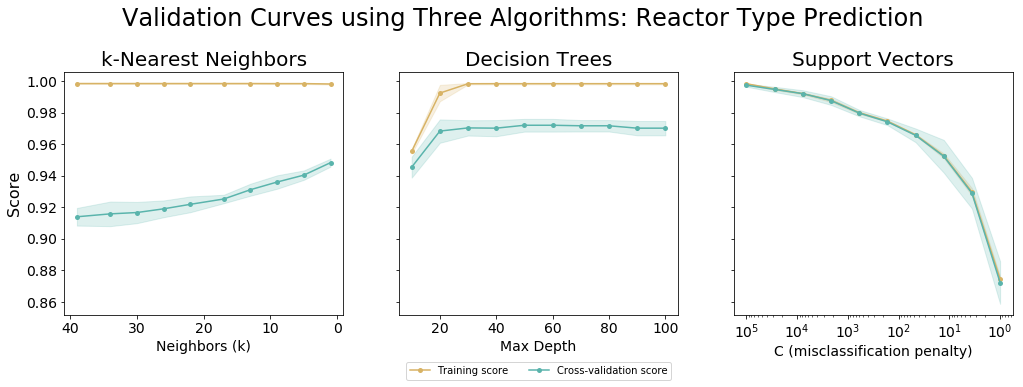 Validation Curves using Three Algorithms: Reactor Type Prediction
k-Nearest Neighbors
Decision Trees
Support Vectors
Score
1.00
0.98
0.96
0.94
0.92
0.90
0.88
0.86
40 30 20 10 0
Neighbors (k)
20 40 60 80 100
Max Depth
10⁵ 10⁴ 10³ 10² 10¹ 10⁰
C (misclassification penalty)
Training score Cross-validation score